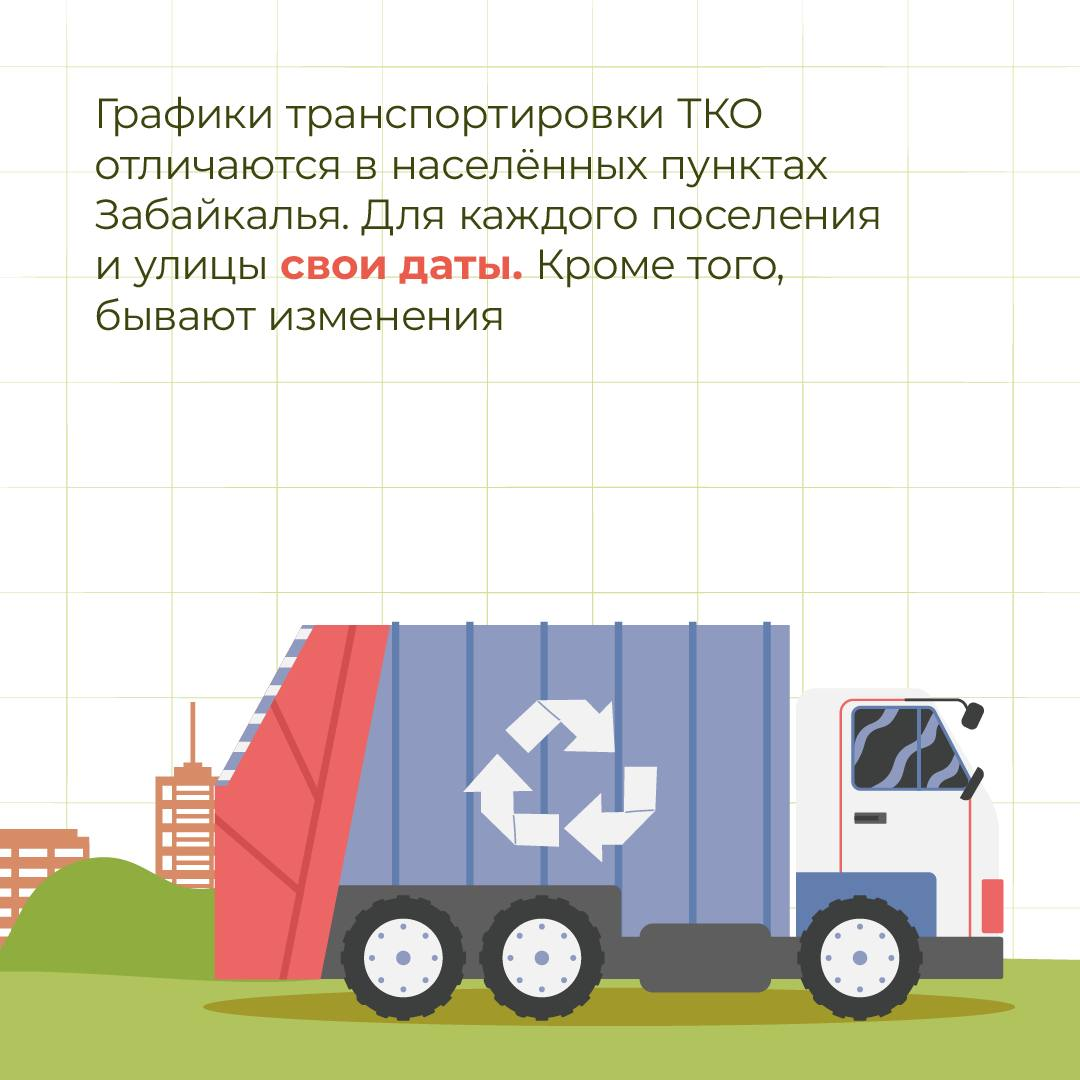 Графики транспортировки ТКО
отличаются в населённых пунктах
Забайкалья. Для каждого поселения
и улицы свои даты. Кроме того,
бывают изменения